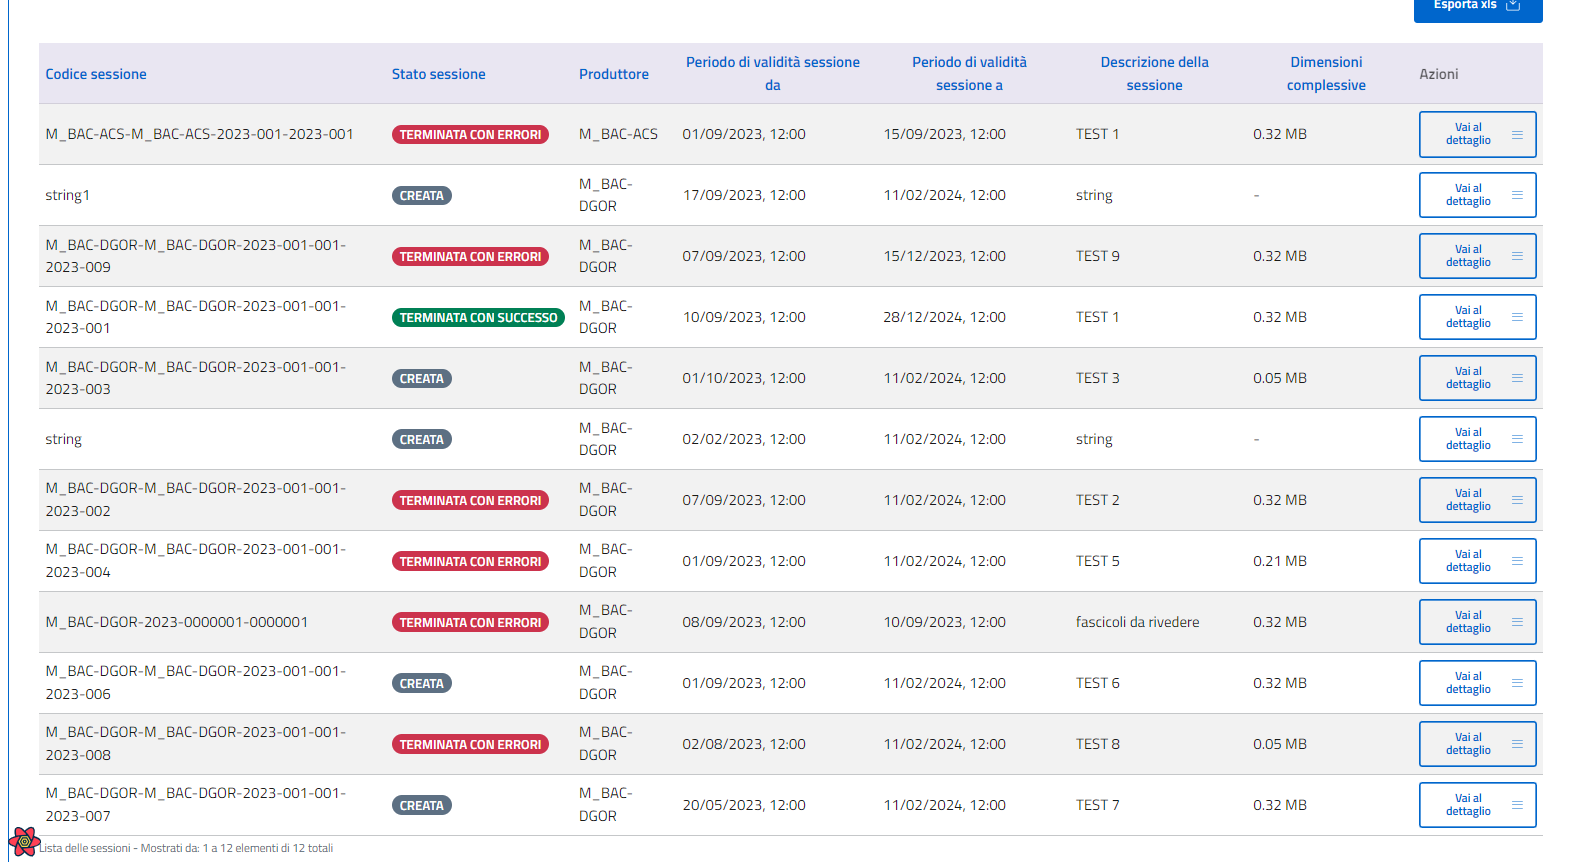 Esporta xls
Codice sessione Stato sessione Produttore Periodo di validità sessione da Periodo di validità sessione a Descrizione della sessione Dimensioni complessive Azioni
M_BAC-ACS-M_BAC-ACS-2023-001-2023-001 TERMINATA CON ERRORI M_BAC-ACS 01/09/2023, 12:00 15/09/2023, 12:00 TEST 1 0.32 MB Vai al dettaglio
string1 CREATA M_BAC-DGOR 17/09/2023, 12:00 11/02/2024, 12:00 string - Vai al dettaglio
M_BAC-DGOR-M_BAC-DGOR-2023-001-001-2023-009 TERMINATA CON ERRORI M_BAC-DGOR 07/09/2023, 12:00 15/12/2023, 12:00 TEST 9 0.32 MB Vai al dettaglio
M_BAC-DGOR-M_BAC-DGOR-2023-001-001-2023-001 TERMINATA CON SUCCESSO M_BAC-DGOR 10/09/2023, 12:00 28/12/2024, 12:00 TEST 1 0.32 MB Vai al dettaglio
M_BAC-DGOR-M_BAC-DGOR-2023-001-001-2023-003 CREATA M_BAC-DGOR 01/10/2023, 12:00 11/02/2024, 12:00 TEST 3 0.05 MB Vai al dettaglio
string CREATA M_BAC-DGOR 02/02/2023, 12:00 11/02/2024, 12:00 string - Vai al dettaglio
M_BAC-DGOR-M_BAC-DGOR-2023-001-001-2023-002 TERMINATA CON ERRORI M_BAC-DGOR 07/09/2023, 12:00 11/02/2024, 12:00 TEST 2 0.32 MB Vai al dettaglio
M_BAC-DGOR-M_BAC-DGOR-2023-001-001-2023-004 TERMINATA CON ERRORI M_BAC-DGOR 01/09/2023, 12:00 11/02/2024, 12:00 TEST 5 0.21 MB Vai al dettaglio
M_BAC-DGOR-2023-0000001-0000001 TERMINATA CON ERRORI M_BAC-DGOR 08/09/2023, 12:00 10/09/2023, 12:00 fascicoli da rivedere 0.32 MB Vai al dettaglio
M_BAC-DGOR-M_BAC-DGOR-2023-001-001-2023-006 CREATA M_BAC-DGOR 01/09/2023, 12:00 11/02/2024, 12:00 TEST 6 0.32 MB Vai al dettaglio
M_BAC-DGOR-M_BAC-DGOR-2023-001-001-2023-008 TERMINATA CON ERRORI M_BAC-DGOR 02/08/2023, 12:00 11/02/2024, 12:00 TEST 8 0.05 MB Vai al dettaglio
M_BAC-DGOR-M_BAC-DGOR-2023-001-001-2023-007 CREATA M_BAC-DGOR 20/05/2023, 12:00 11/02/2024, 12:00 TEST 7 0.32 MB Vai al dettaglio
Lista delle sessioni - Mostrati da: 1 a 12 elementi di 12 totali